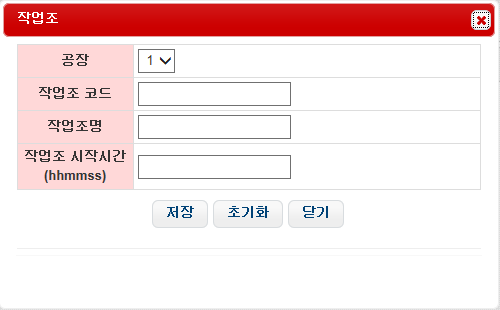 작업조
공장 1
작업조 코드
작업조명
작업조 시작시간
(hhmmss)
저장 초기화 닫기